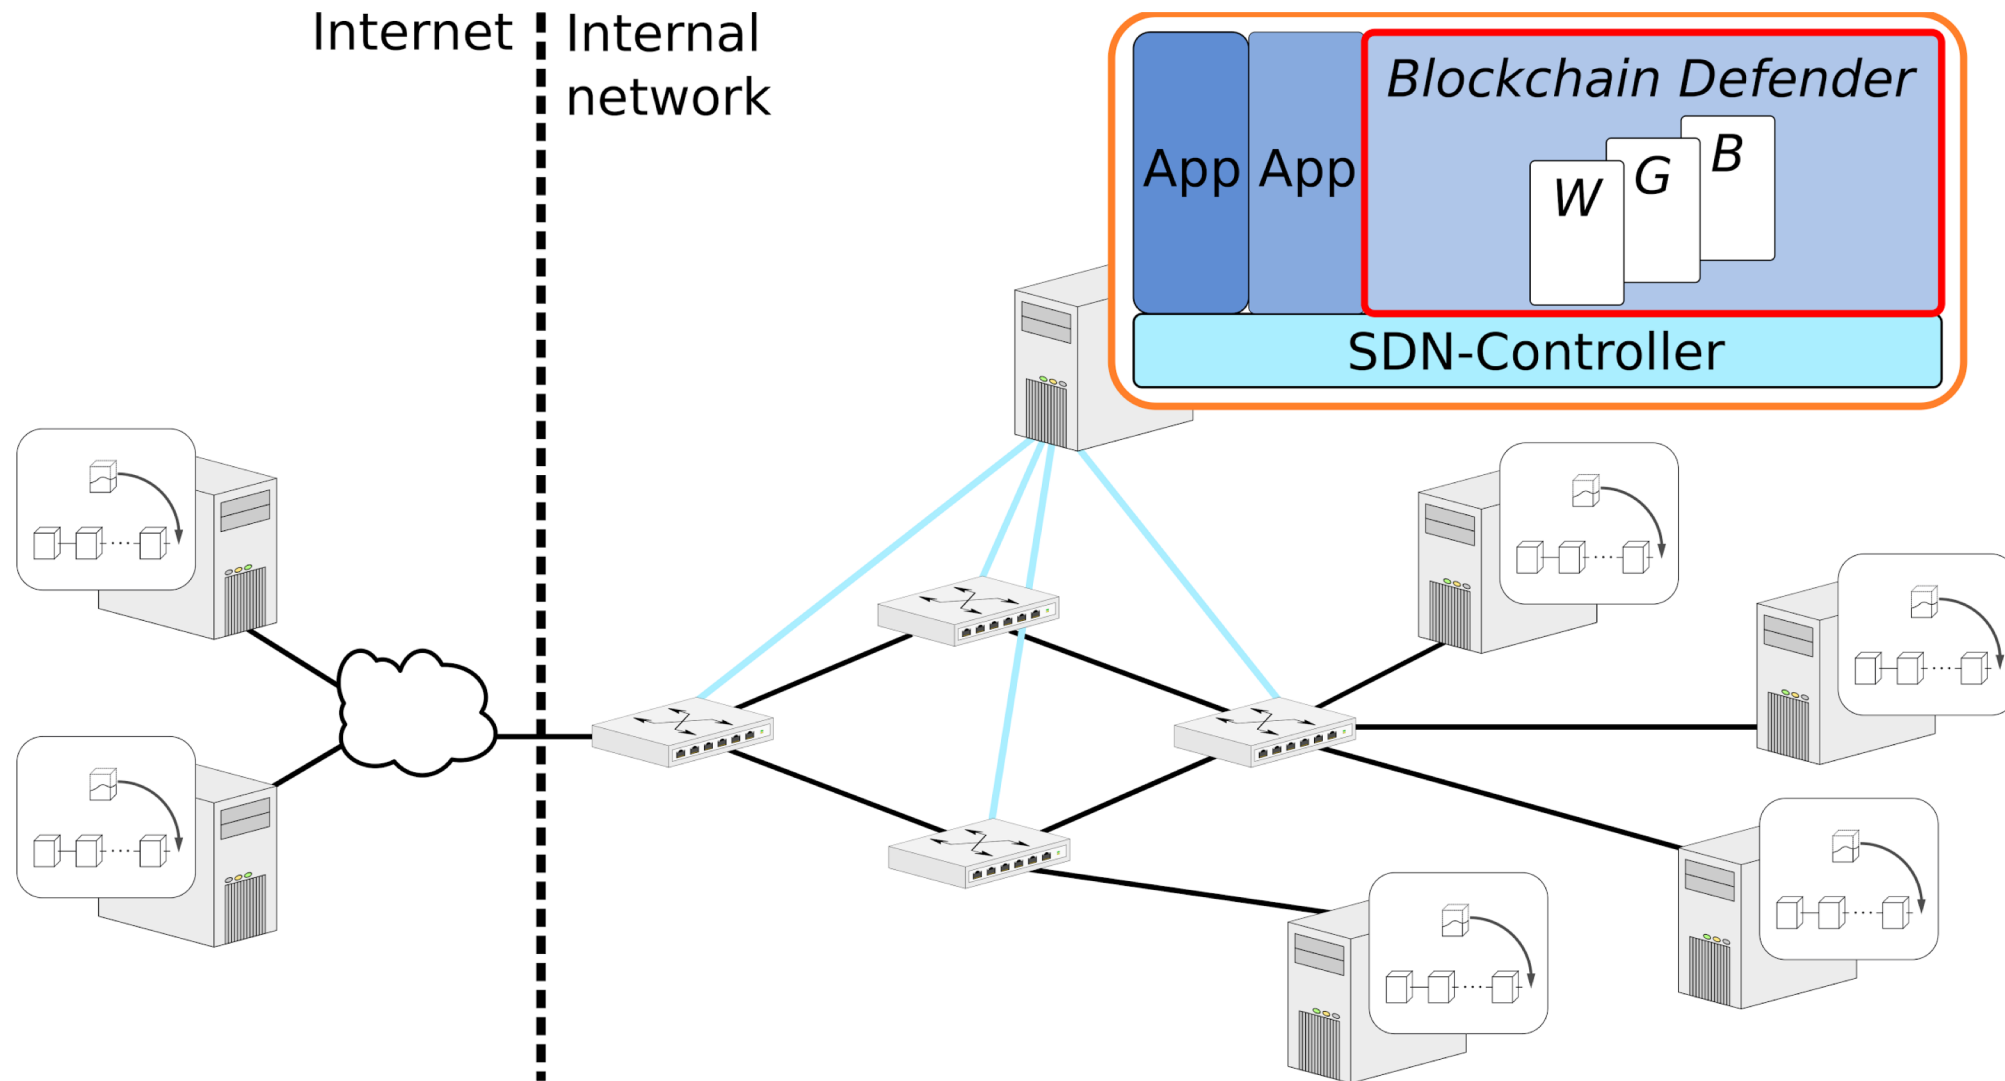 Internet
Internal
network
Blockchain Defender
App
App
W
G
B
SDN-Controller